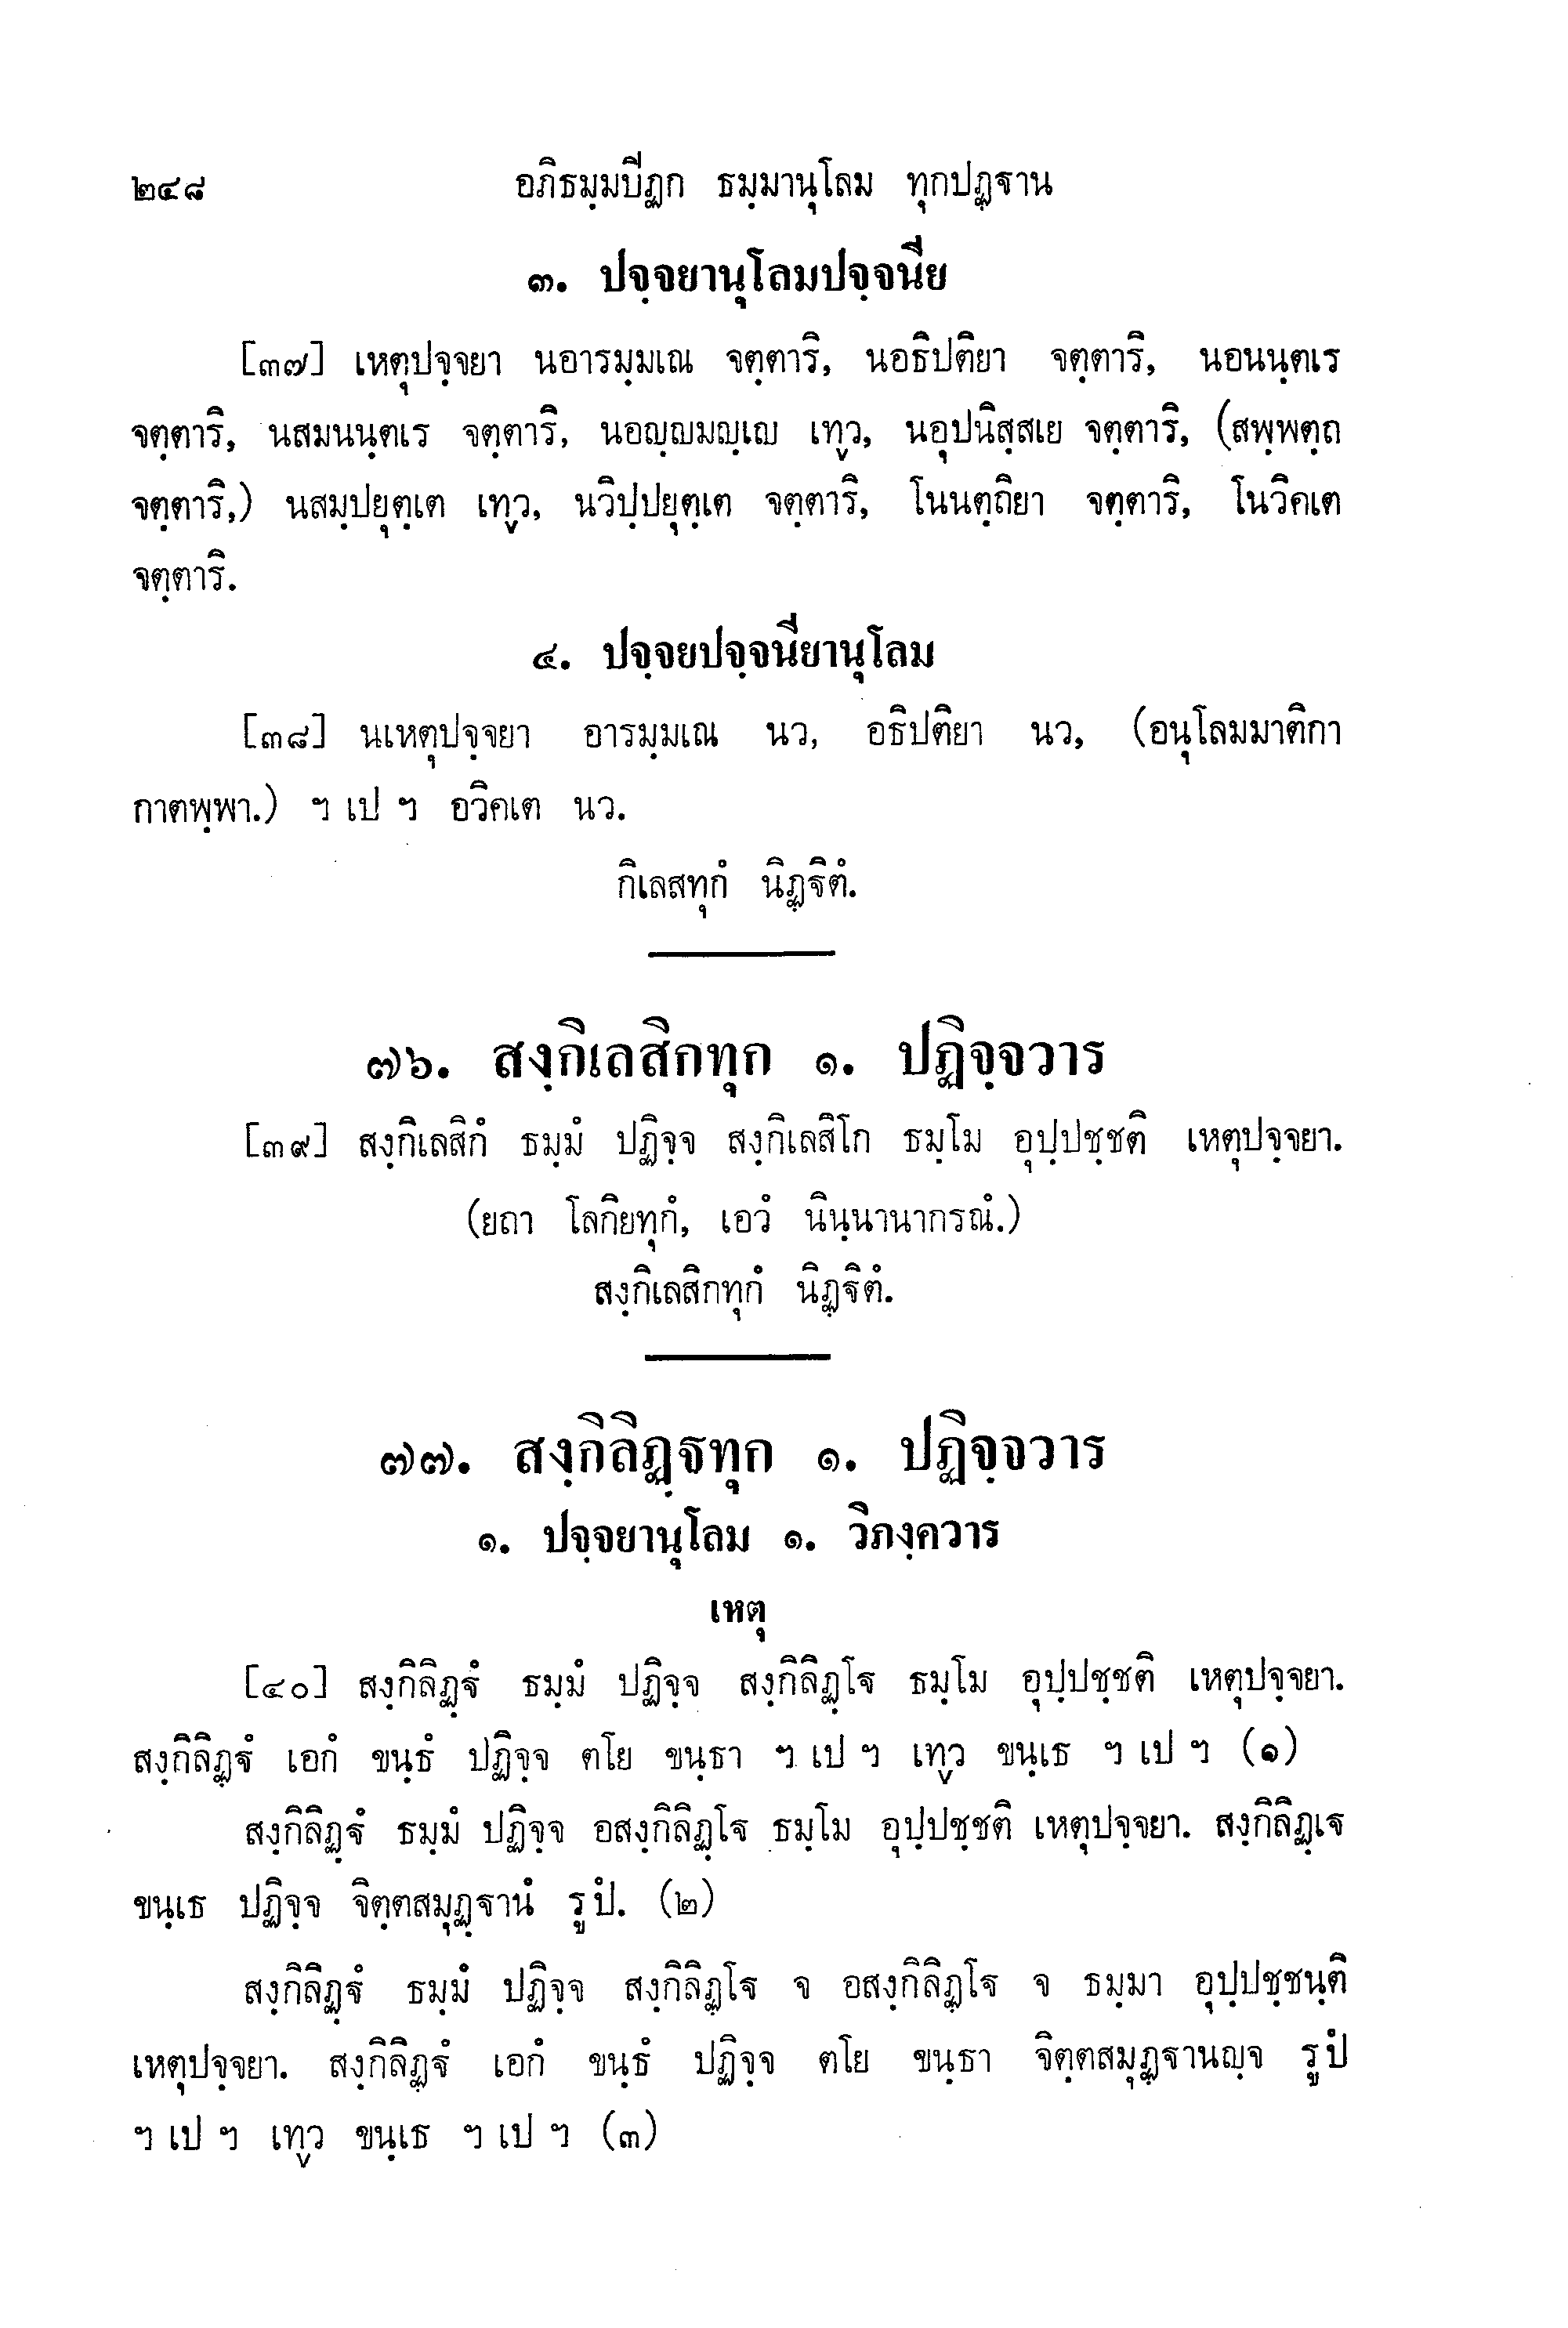 ๒๔๘ อภิธมฺมปีฏก ธมฺมานุโลม ทุกปฏฺฐาน
๓. ปจฺจยานุโลมปจฺจนีย
[๓๗] เหตุปจฺจยา นอารมฺมเณ จตฺตาริ, นอธิปติยา จตฺตาริ, นอนนฺตเร
จตฺตาริ, นสมนนฺตเร จตฺตาริ, นอญฺญมญฺเญ เทฺว, นอุปนิสฺสเย จตฺตาริ, (สพฺพตฺถ
จตฺตาริ,) นสมฺปยุตฺเต เทฺว, นวิปฺปยุตฺเต จตฺตาริ, โนนตฺถิยา จตฺตาริ, โนวิคเต
จตฺตาริ.
๔. ปจฺจยปจฺจนียานุโลม
[๓๘] นเหตุปจฺจยา อารมฺมเณ นว, อธิปติยา นว, (อนุโลมมาติกา
กาตพฺพา.) ฯ เป ฯ อวิคเต นว.
กิเลสทุกํ นิฏฺฐิตํ.
๗๖. สงฺกิเลสิกทุก ๑. ปฏิจฺจวาร
[๓๙] สงฺกิเลสิกํ ธมฺมํ ปฏิจฺจ สงฺกิเลสิโก ธมฺโม อุปฺปชฺชติ เหตุปจฺจยา.
(ยถา โลกิยทุกํ, เอวํ นินฺนานากรณํ.)
สงฺกิเลสิกทุกํ นิฏฺฐิตํ.
๗๗. สงฺกิลิฏฺฐทุก ๑. ปฏิจฺจวาร
๑. ปจฺจยานุโลม ๑. วิภงฺควาร
เหตุ
[๔๐] สงฺกิลิฏฺฐํ ธมฺมํ ปฏิจฺจ สงฺกิลิฏฺโฐ ธมฺโม อุปฺปชฺชติ เหตุปจฺจยา.
สงฺกิลิฏฺฐํ เอกํ ขนฺธํ ปฏิจฺจ ตโย ขนฺธา ฯ เป ฯ เทฺว ขนฺเธ ฯ เป ฯ (๑)
สงฺกิลิฏฺฐํ ธมฺมํ ปฏิจฺจ อสงฺกิลิฏฺโฐ ธมฺโม อุปฺปชฺชติ เหตุปจฺจยา. สงฺกิลิฏฺเฐ
ขนฺเธ ปฏิจฺจ จิตฺตสมุฏฺฐานํ รูปํ. (๒)
สงฺกิลิฏฺฐํ ธมฺมํ ปฏิจฺจ สงฺกิลิฏฺโฐ จ อสงฺกิลิฏฺโฐ จ ธมฺมา อุปฺปชฺชนฺติ
เหตุปจฺจยา. สงฺกิลิฏฺฐํ เอกํ ขนฺธํ ปฏิจฺจ ตโย ขนฺธา จิตฺตสมุฏฺฐานญฺจ รูปํ
ฯ เป ฯ เทฺว ขนฺเธ ฯ เป ฯ (๓)